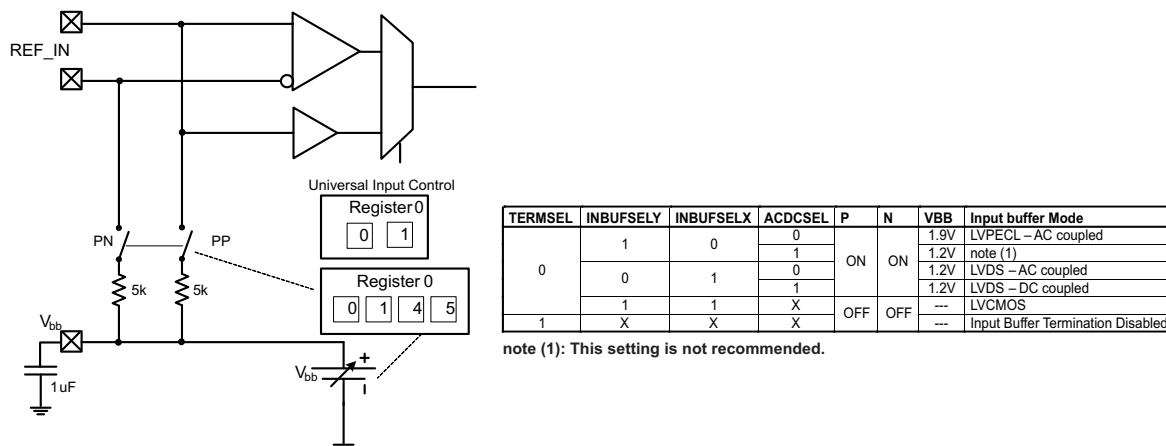 REF_IN
Universal Input Control
Register 0
0 1
PN
PP
Register 0
0 1 4 5
5k
5k
Vbb
Vbb
+
1uF
TERMSEL INBUFSELY INBUFSELX ACDCSEL P N VBB Input buffer Mode
0 1 0 0 ON ON 1.9V LVPECL – AC coupled
1 1.2V note (1)
0 1 0 1.2V LVDS – AC coupled
1 1.2V LVDS – DC coupled
1 1 X OFF OFF --- LVCMOS
1 X X X --- Input Buffer Termination Disabled
note (1): This setting is not recommended.